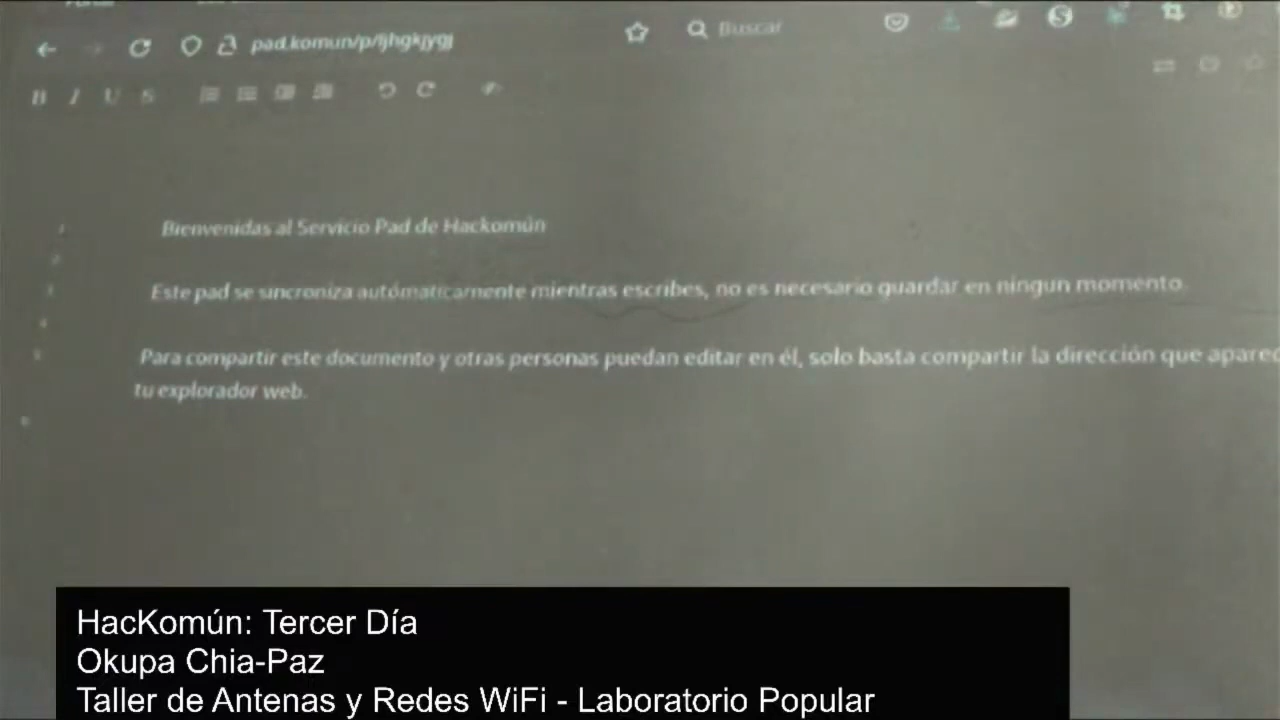 pad.komun/p/ljhgkjygj
Buscar
B I U S
Bienvenidas al Servicio Pad de Hackomún
Este pad se sincroniza autómaticamente mientras escribes, no es necesario guardar en ningun momento.
Para compartir este documento y otras personas puedan editar en él, solo basta compartir la dirección que aparec
tu explorador web.
HacKomún: Tercer Día
Okupa Chia-Paz
Taller de Antenas y Redes WiFi - Laboratorio Popular